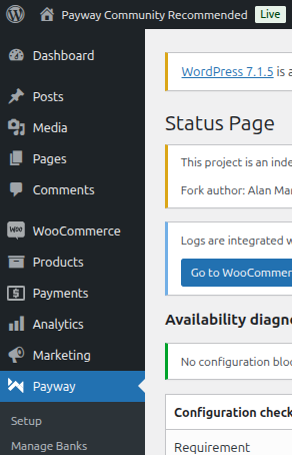 Payway Community Recommended Live
Dashboard
Posts
Media
Pages
Comments
WooCommerce
Products
Payments
Analytics
Marketing
Payway
Setup
Manage Banks
WordPress 7.1.5 is a
Status Page
This project is an inde
Fork author: Alan Mar
Logs are integrated w
Go to WooCommer
Availability diagno
No configuration bloc
Configuration check
Requirement